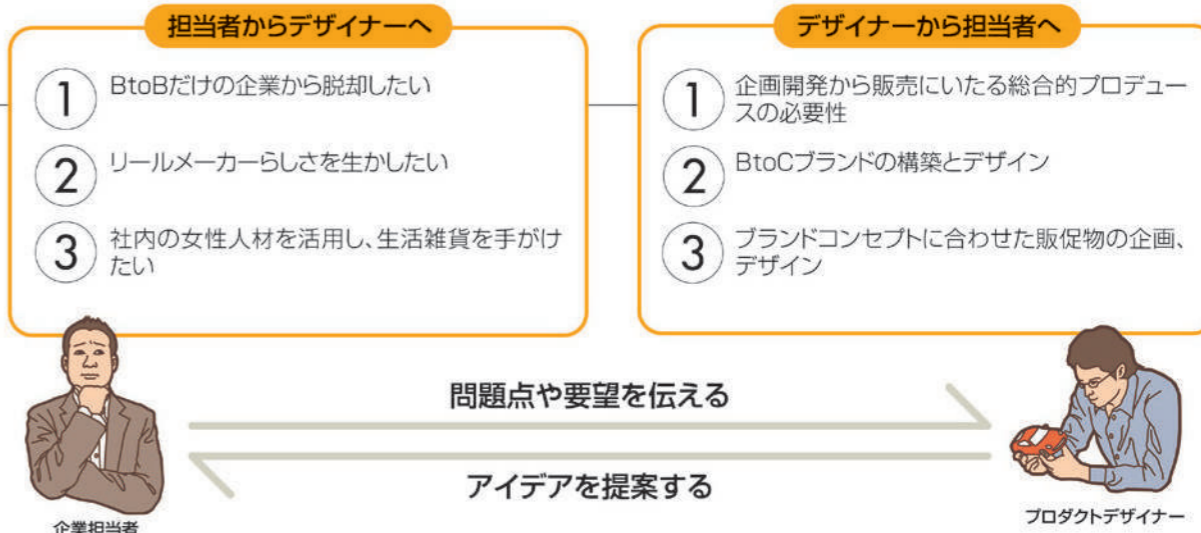 担当者からデザイナーへ
1 BtoBだけの企業から脱却したい
2 リールメーカーらしさを生かしたい
3 社内の女性人材を活用し、生活雑貨を手がけ
たい
デザイナーから担当者へ
1 企画開発から販売にいたる総合的プロデュー
スの必要性
2 BtoCブランドの構築とデザイン
3 ブランドコンセプトに合わせた販促物の企画、
デザイン
問題点や要望を伝える
アイデアを提案する
企業担当者
プロダクトデザイナー